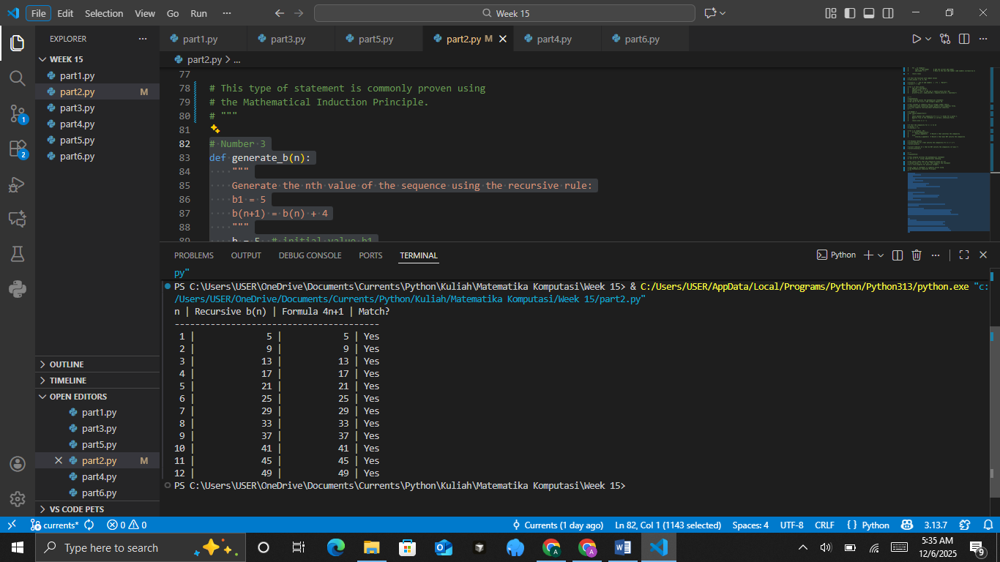 File Edit Selection View Go Run ··· Week 15
EXPLORER ···
WEEK 15
part1.py
part2.py M
part3.py
part4.py
part5.py
part6.py
OUTLINE
TIMELINE
OPEN EDITORS
part1.py
part3.py
part5.py
part2.py M
part4.py
part6.py
VS CODE PETS
1
2
part1.py part3.py part5.py part2.py M part4.py part6.py
part2.py > ...
77
78 # This type of statement is commonly proven using
79 # the Mathematical Induction Principle.
80 # """
81
82 # Number 3
83 def generate_b(n):
84 """
85 Generate the nth value of the sequence using the recursive rule:
86 b1 = 5
87 b(n+1) = b(n) + 4
88 """
89 b = 5 # initial value b1
PROBLEMS OUTPUT DEBUG CONSOLE PORTS TERMINAL Python
py"
PS C:\Users\USER\OneDrive\Documents\Currents\Python\Kuliah\Matematika Komputasi\Week 15> & C:/Users/USER/AppData/Local/Programs/Python/Python313/python.exe "c:
/Users/USER/OneDrive/Documents/Currents/Python/Kuliah/Matematika Komputasi/Week 15/part2.py"
n | Recursive b(n) | Formula 4n+1 | Match?
----------------------------------------
1 | 5 | 5 | Yes
2 | 9 | 9 | Yes
3 | 13 | 13 | Yes
4 | 17 | 17 | Yes
5 | 21 | 21 | Yes
6 | 25 | 25 | Yes
7 | 29 | 29 | Yes
8 | 33 | 33 | Yes
9 | 37 | 37 | Yes
10 | 41 | 41 | Yes
11 | 45 | 45 | Yes
12 | 49 | 49 | Yes
PS C:\Users\USER\OneDrive\Documents\Currents\Python\Kuliah\Matematika Komputasi\Week 15>
currents* 0 0 Currents (1 day ago) Ln 82, Col 1 (1143 selected) Spaces: 4 UTF-8 CRLF { } Python 3.13.7
Type here to search
5:35 AM
12/6/2025
9